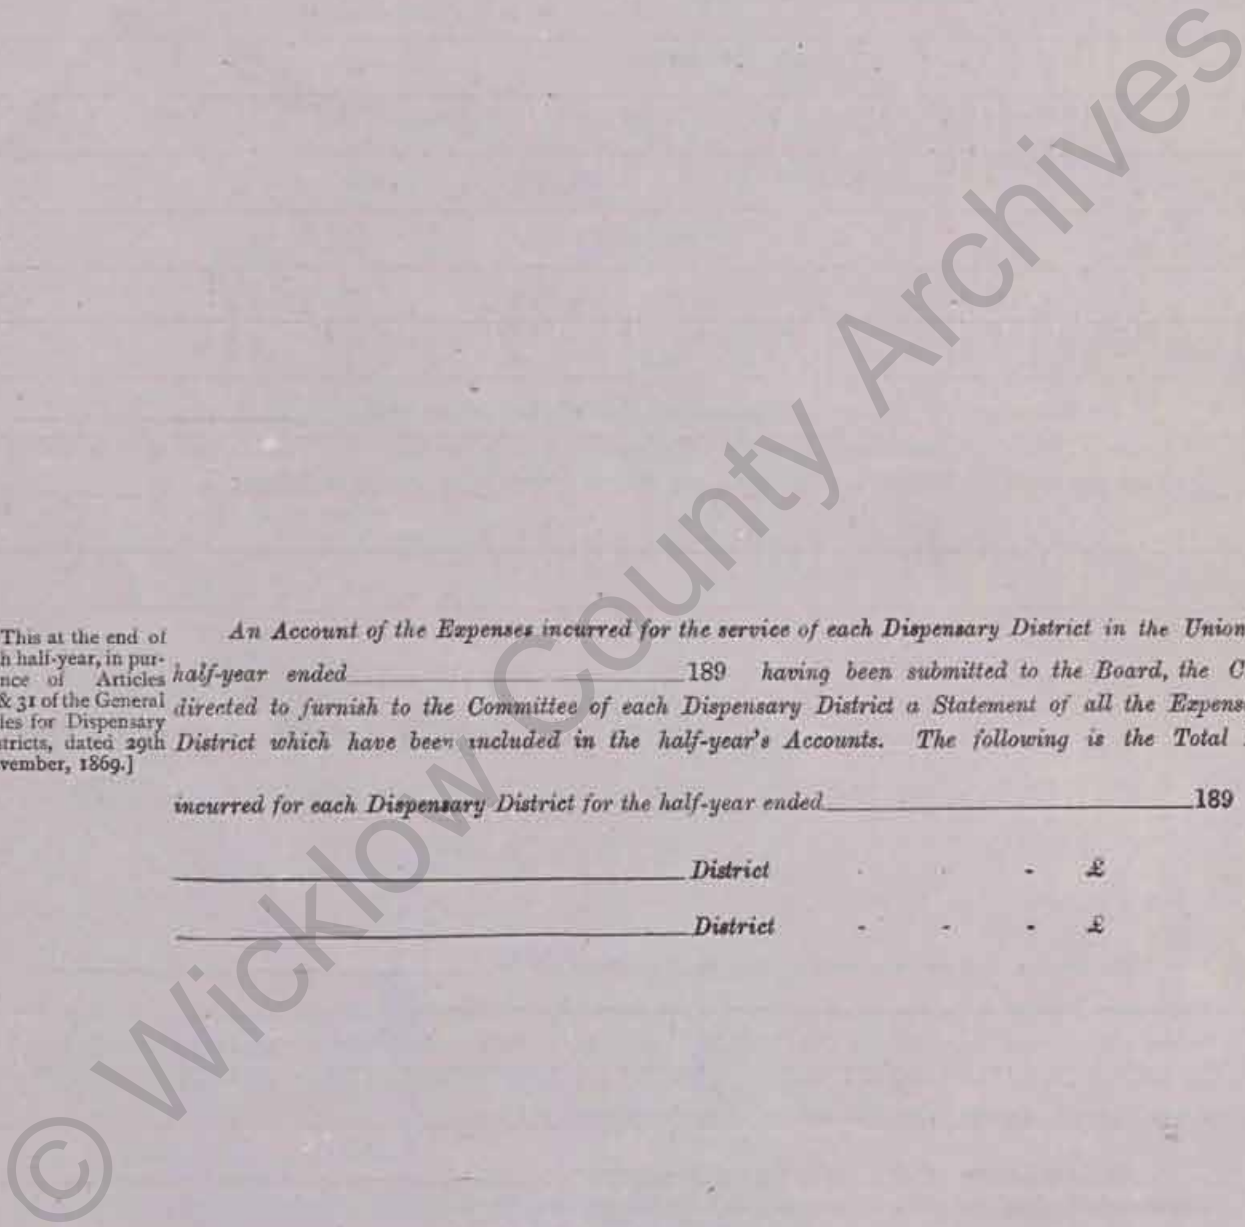 This at the end of
h half-year, in pur-
nce of Articles
& 31 of the General
les for Dispensary
tricts, dated 29th
vember, 1869.]
An Account of the Expenses incurred for the service of each Dispensary District in the Union
half-year ended 189 having been submitted to the Board, the C
directed to furnish to the Committee of each Dispensary District a Statement of all the Expens
District which have been included in the half-year's Accounts. The following is the Total
incurred for each Dispensary District for the half-year ended 189
District - £
District - - - £
© Wicklow County Archives